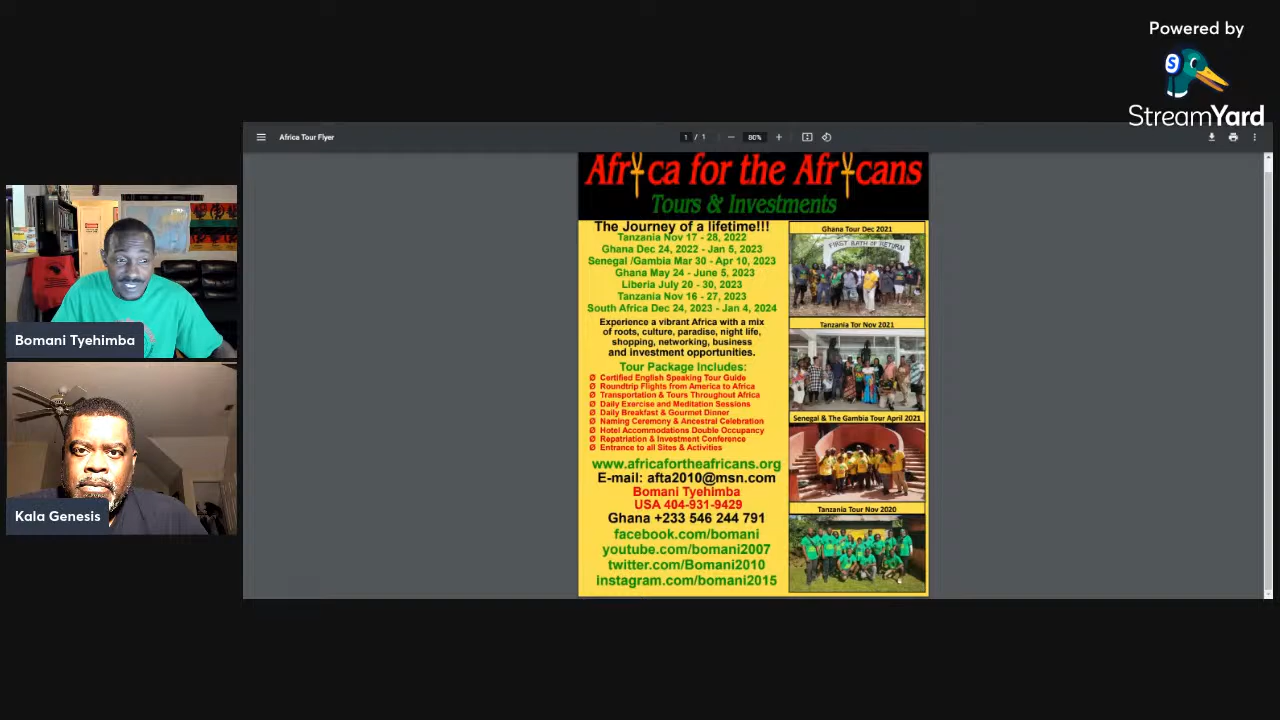 Powered by
S
StreamYard
Africa Tour Flyer
1 / 1
80%
Africa for the Africans
Tours & Investments
The Journey of a lifetime!!!
Tanzania Nov 17 - 28, 2022
Ghana Dec 24, 2022 - Jan 5, 2023
Senegal /Gambia Mar 30 - Apr 10, 2023
Ghana May 24 - June 5, 2023
Liberia July 20 - 30, 2023
Tanzania Nov 16 - 27, 2023
South Africa Dec 24, 2023 - Jan 4, 2024
Experience a vibrant Africa with a mix
of roots, culture, paradise, night life,
shopping, networking, business
and investment opportunities.
Tour Package Includes:
Ø Certified English Speaking Tour Guide
Ø Roundtrip Flights from America to Africa
Ø Transportation & Tours Throughout Africa
Ø Daily Exercise and Meditation Sessions
Ø Daily Breakfast & Gourmet Dinner
Ø Naming Ceremony & Ancestral Celebration
Ø Hotel Accommodations Double Occupancy
Ø Repatriation & Investment Conference
Ø Entrance to all Sites & Activities
www.africafortheafricans.org
E-mail: afta2010@msn.com
Bomani Tyehimba
USA 404-931-9429
Ghana +233 546 244 791
facebook.com/bomani
youtube.com/bomani2007
twitter.com/Bomani2010
instagram.com/bomani2015
Ghana Tour Dec 2021
FIRST BATH OF RETURN
Tanzania Tor Nov 2021
Senegal & The Gambia Tour April 2021
Tanzania Tour Nov 2020
Bomani Tyehimba
Kala Genesis